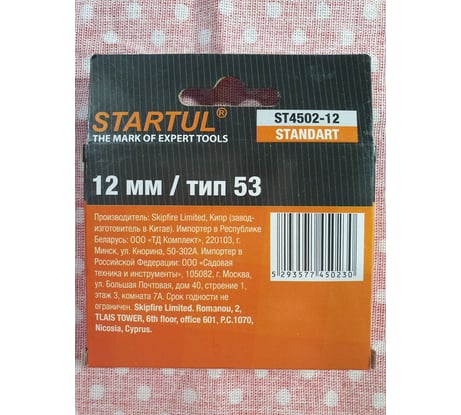 STARTUL®
THE MARK OF EXPERT TOOLS
ST4502-12
STANDART
12 мм / тип 53
Производитель: Skipfire Limited, Кипр (завод-
изготовитель в Китае). Импортер в Республике
Беларусь: ООО «ТД Комплект», 220103, г.
Минск, ул. Кнорина, 50-302А. Импортер в
Российской Федерации: ООО «Садовая
техника и инструменты», 105082, г. Москва,
ул. Большая Почтовая, дом 40, строение 1,
этаж 3, комната 7А. Срок годности не
ограничен. Skipfire Limited. Romanou, 2,
TLAIS TOWER, 6th floor, office 601, P.C.1070,
Nicosia, Cyprus.
5 293577 450230